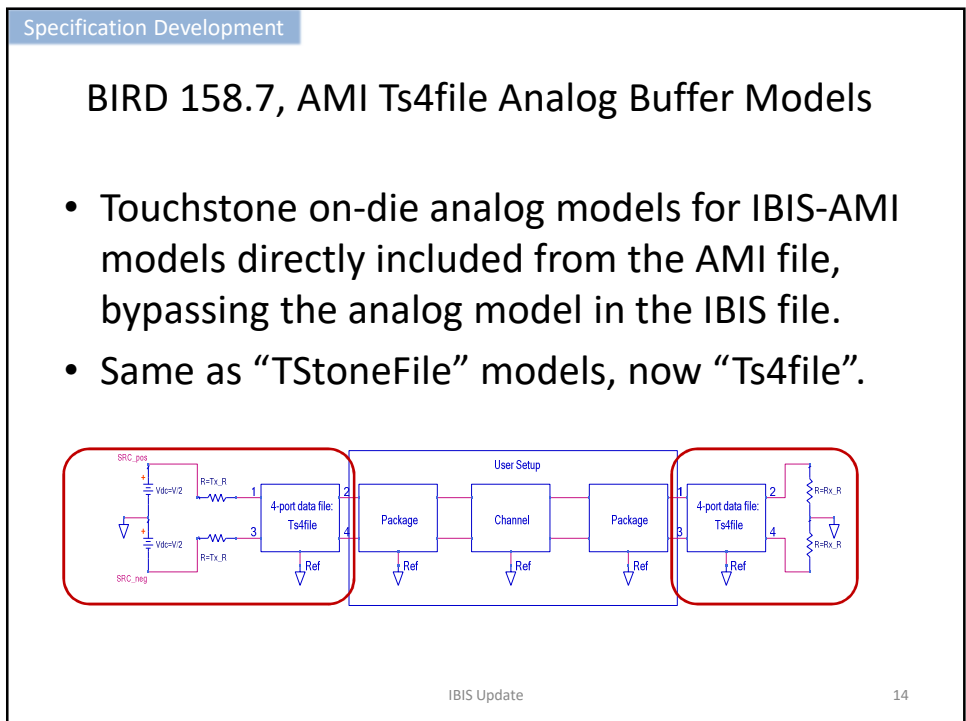 Specification Development
BIRD 158.7, AMI Ts4file Analog Buffer Models
• Touchstone on-die analog models for IBIS-AMI
models directly included from the AMI file,
bypassing the analog model in the IBIS file.
• Same as “TStoneFile” models, now “Ts4file”.
SRC_pos
+
Vdc=V/2
R=Tx_R
+
Vdc=V/2
R=Tx_R
SRC_neg
1
3
4-port data file:
Ts4file
2
4
Ref
User Setup
Package
Ref
Channel
Ref
Package
Ref
1
3
4-port data file:
Ts4file
2
4
Ref
R=Rx_R
R=Rx_R
IBIS Update
14